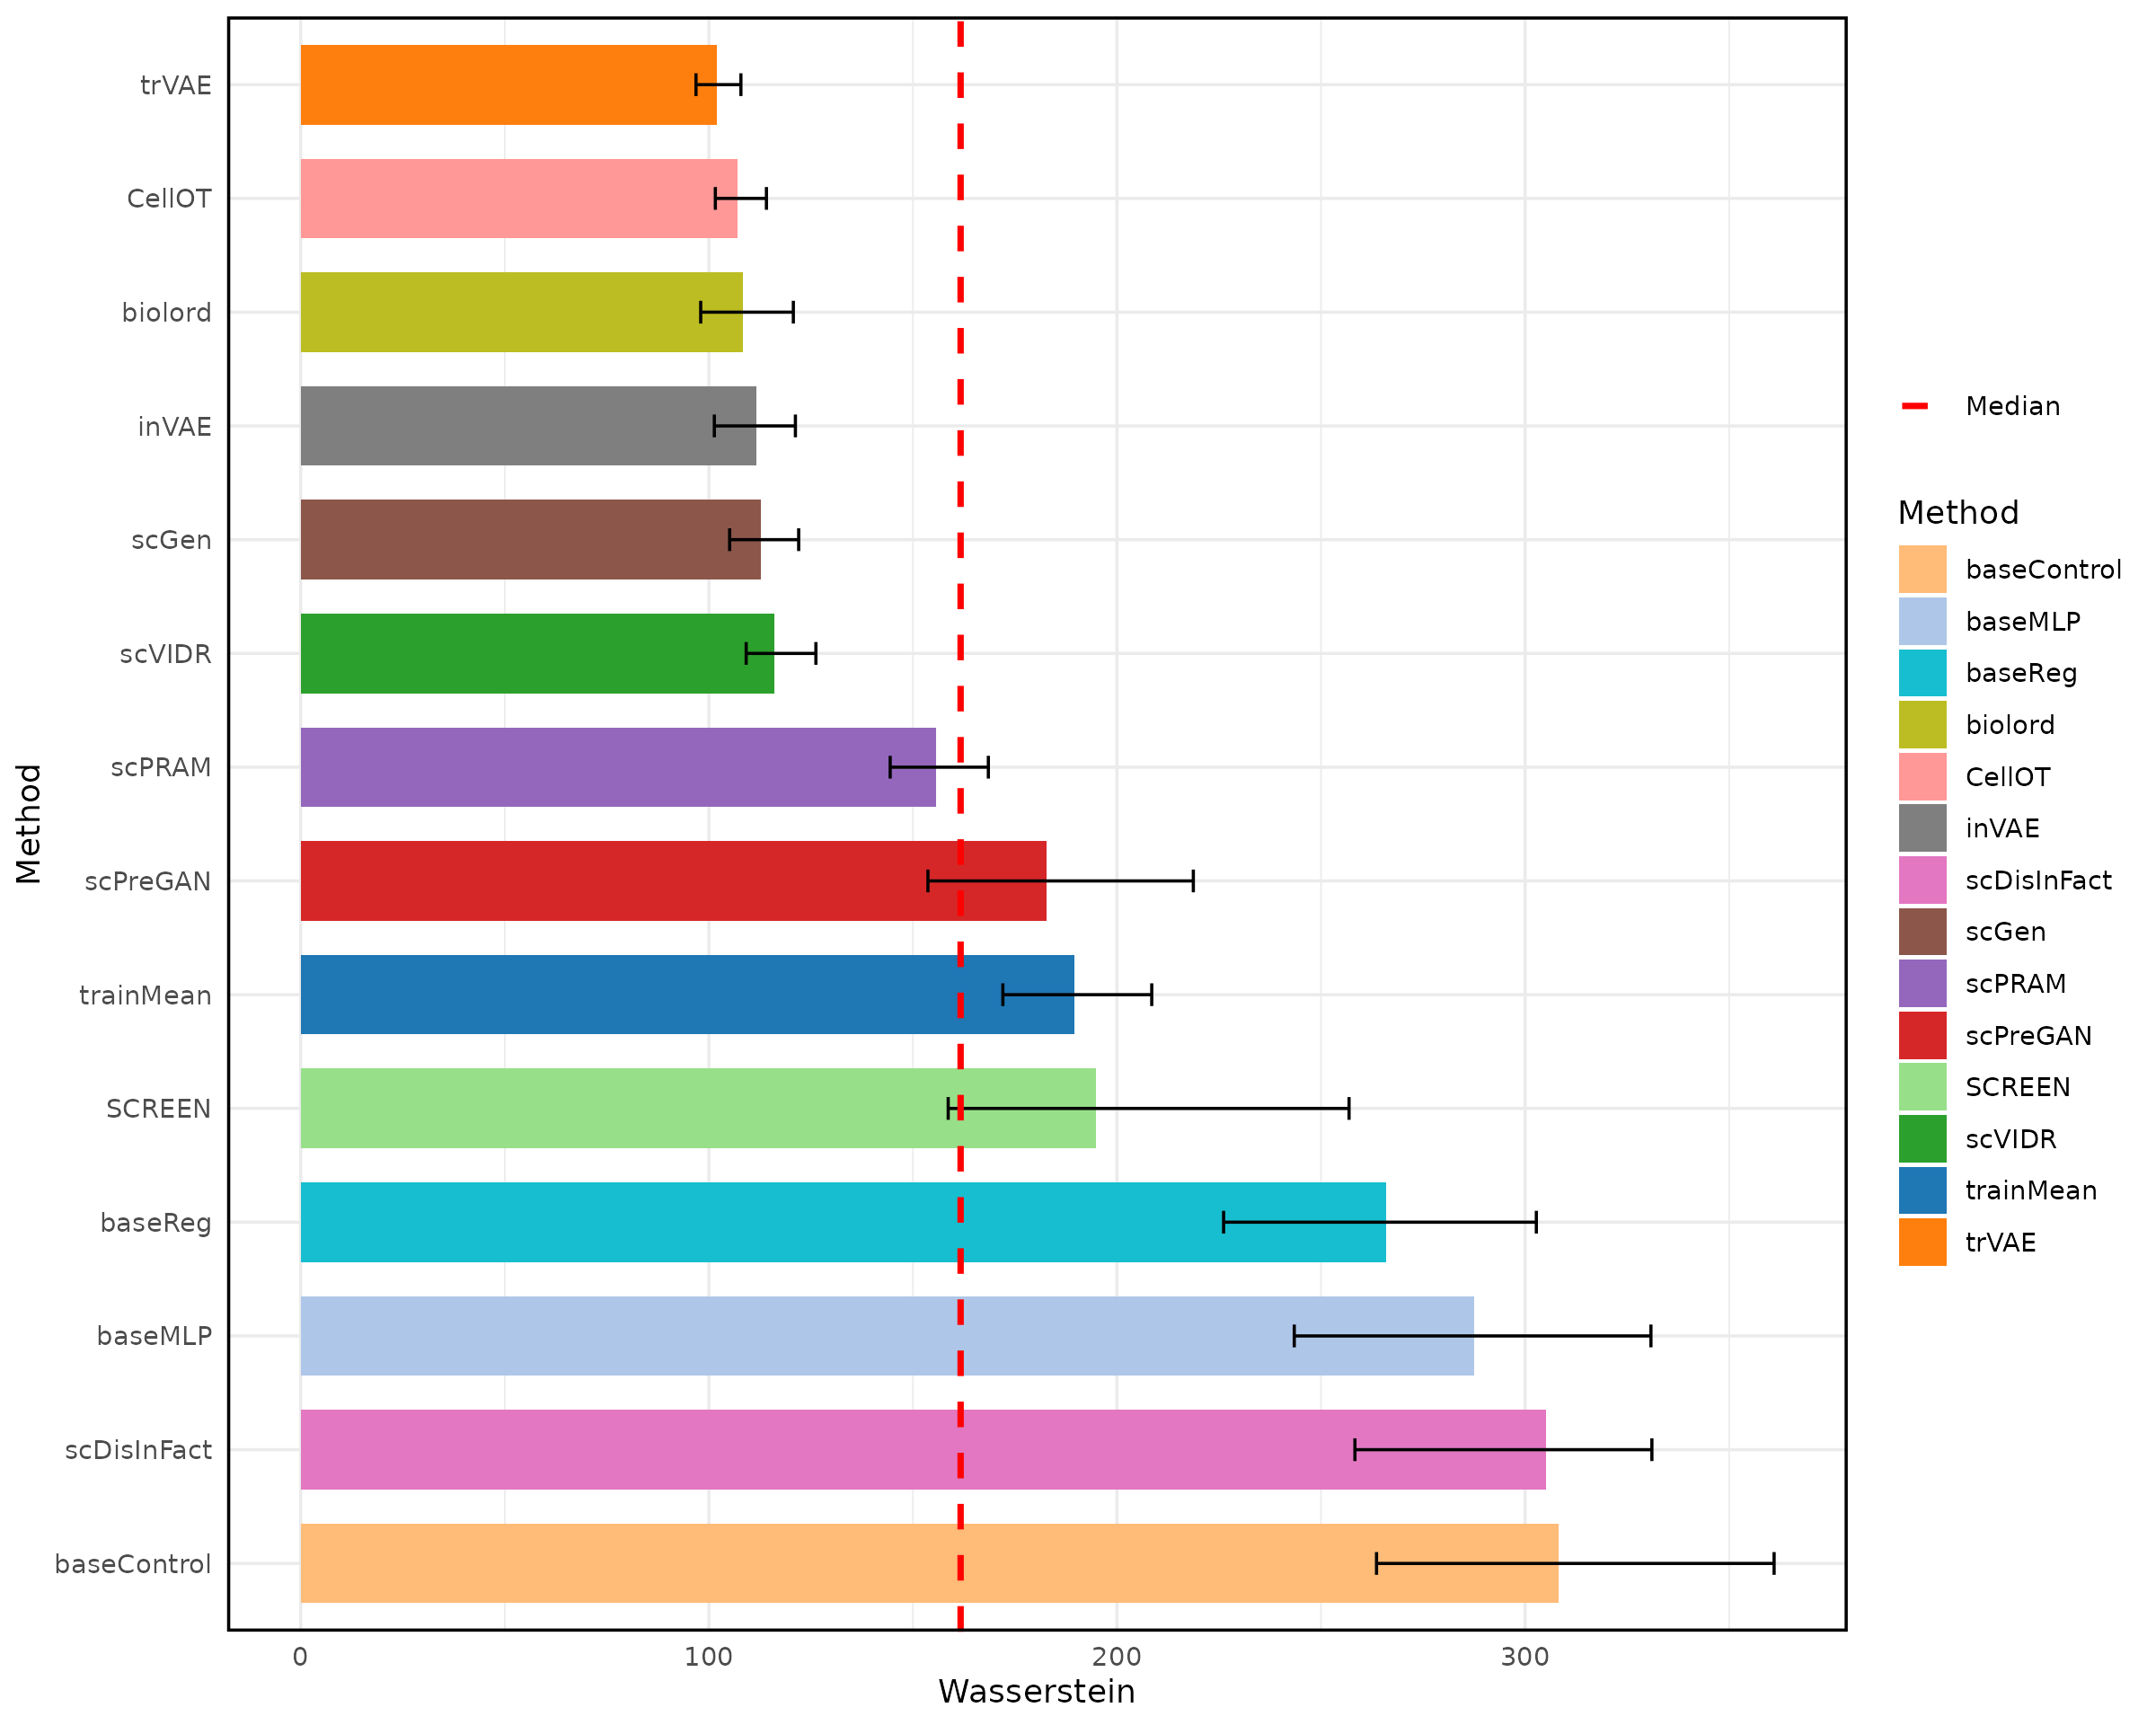 trVAE
CellOT
biolord
inVAE
scGen
scVIDR
scPRAM
scPreGAN
trainMean
SCREEN
baseReg
baseMLP
scDisInFact
baseControl
Method
0 100 200 300
Wasserstein
Median
Method
baseControl
baseMLP
baseReg
biolord
CellOT
inVAE
scDisInFact
scGen
scPRAM
scPreGAN
SCREEN
scVIDR
trainMean
trVAE